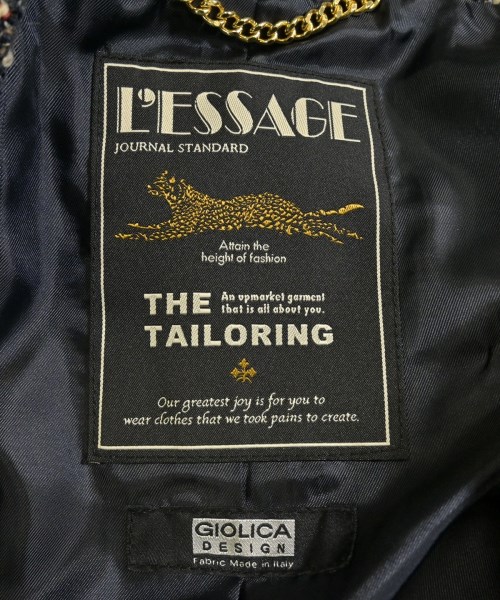 L'ESSAGE
JOURNAL STANDARD
Attain the
height of fashion
THE An upmarket garment
that is all about you.
TAILORING
Our greatest joy is for you to
wear clothes that we took pains to create.
GIOLICA
DESIGN
Fabric Made in Italy